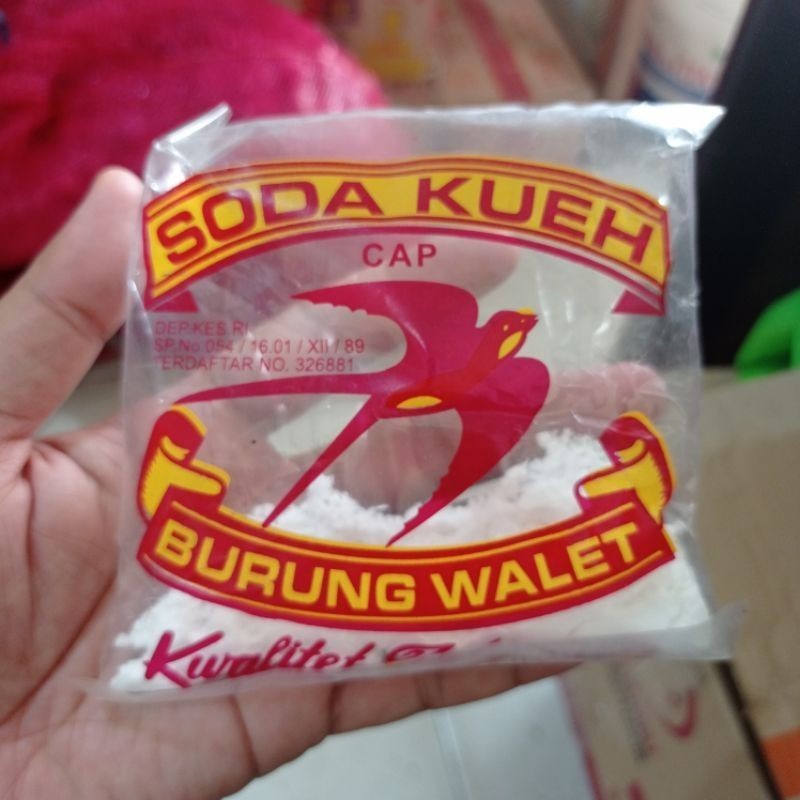 SODA KUEH
CAP
DEP.KES.RI.
SP.No 054 / 16.01 / XII / 89
TERDAFTAR NO. 326881
BURUNG WALET
Kwalitet